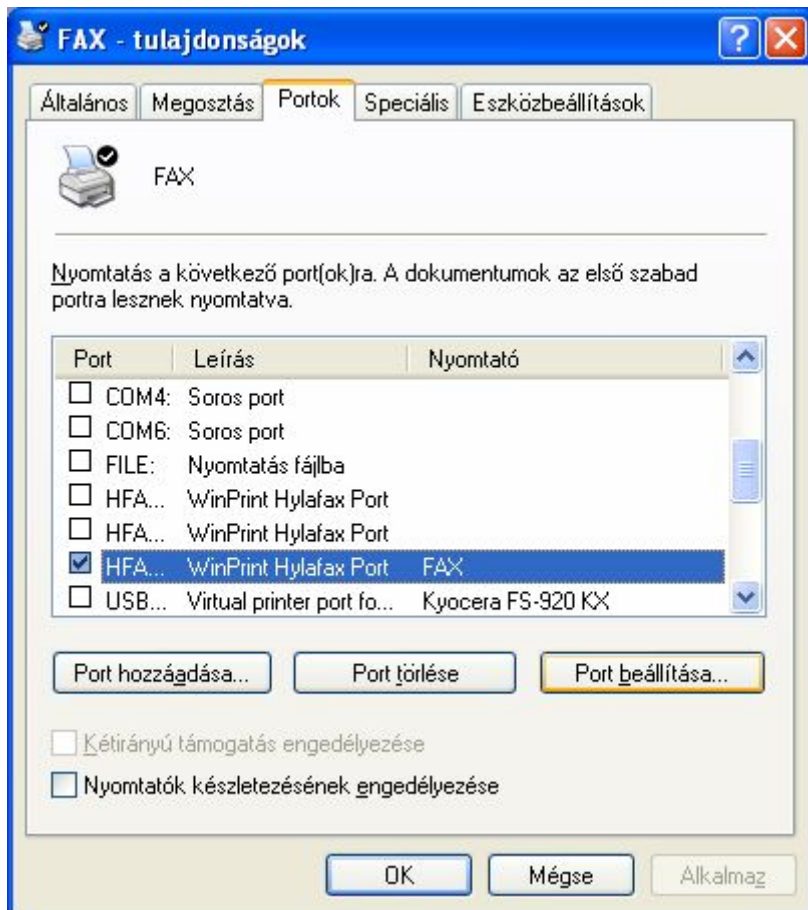 FAX - tulajdonságok
Általános Megosztás Portok Speciális Eszközbeállítások
FAX
Nyomtatás a következő port(ok)ra. A dokumentumok az első szabad
portra lesznek nyomtatva.
Port Leírás Nyomtató
COM4: Soros port
COM6: Soros port
FILE: Nyomtatás fájlba
HFA... WinPrint Hylafax Port
HFA... WinPrint Hylafax Port
HFA... WinPrint Hylafax Port FAX
USB... Virtual printer port fo... Kyocera FS-920 KX
Port hozzáadása... Port törlése Port beállítása...
Kétirányú támogatás engedélyezése
Nyomtatók készletezésének engedélyezése
OK Mégse Alkalmaz